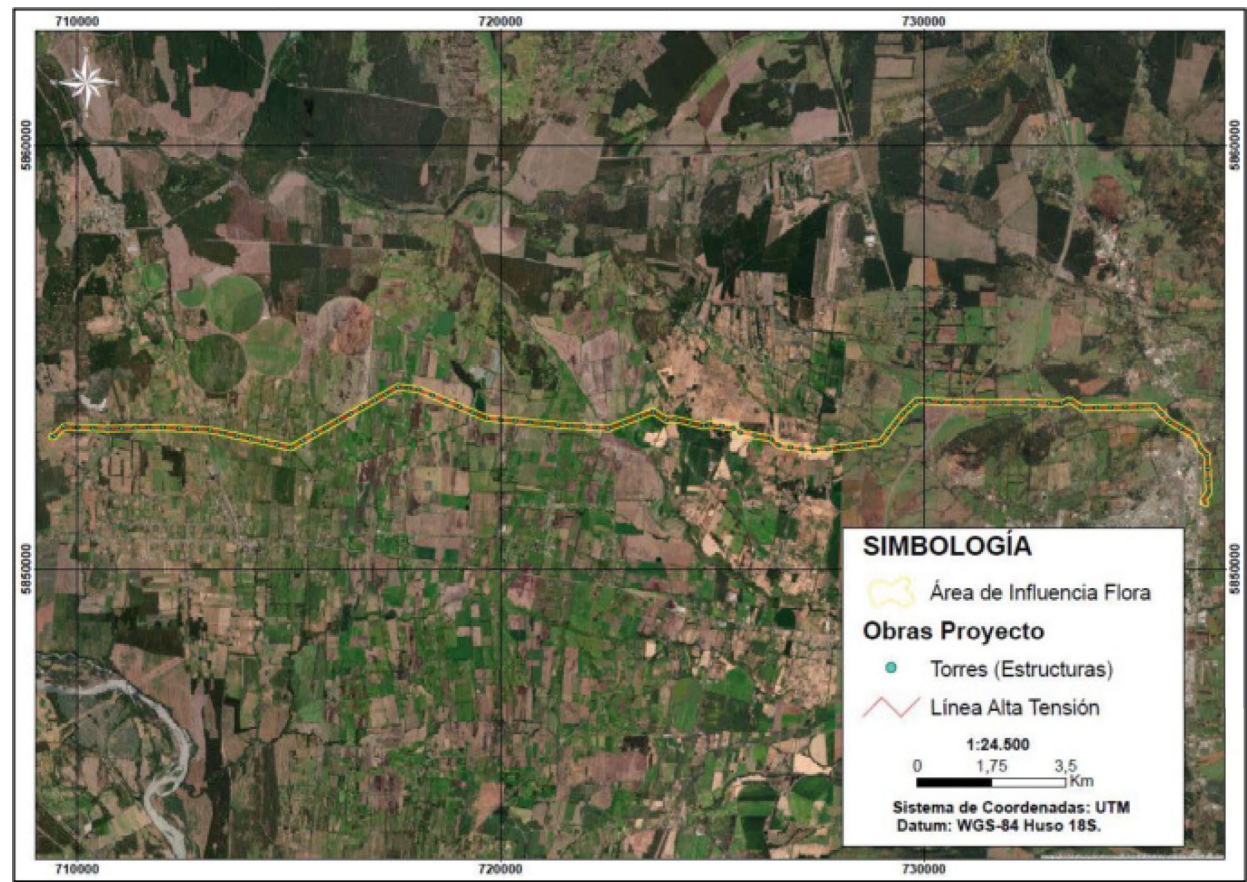 710000
720000
730000
5860000
5860000
5850000
5850000
SIMBOLOGÍA
Área de Influencia Flora
Obras Proyecto
Torres (Estructuras)
Línea Alta Tensión
1:24.500
0 1,75 3,5
Km
Sistema de Coordenadas: UTM
Datum: WGS-84 Huso 18S.
710000
720000
730000